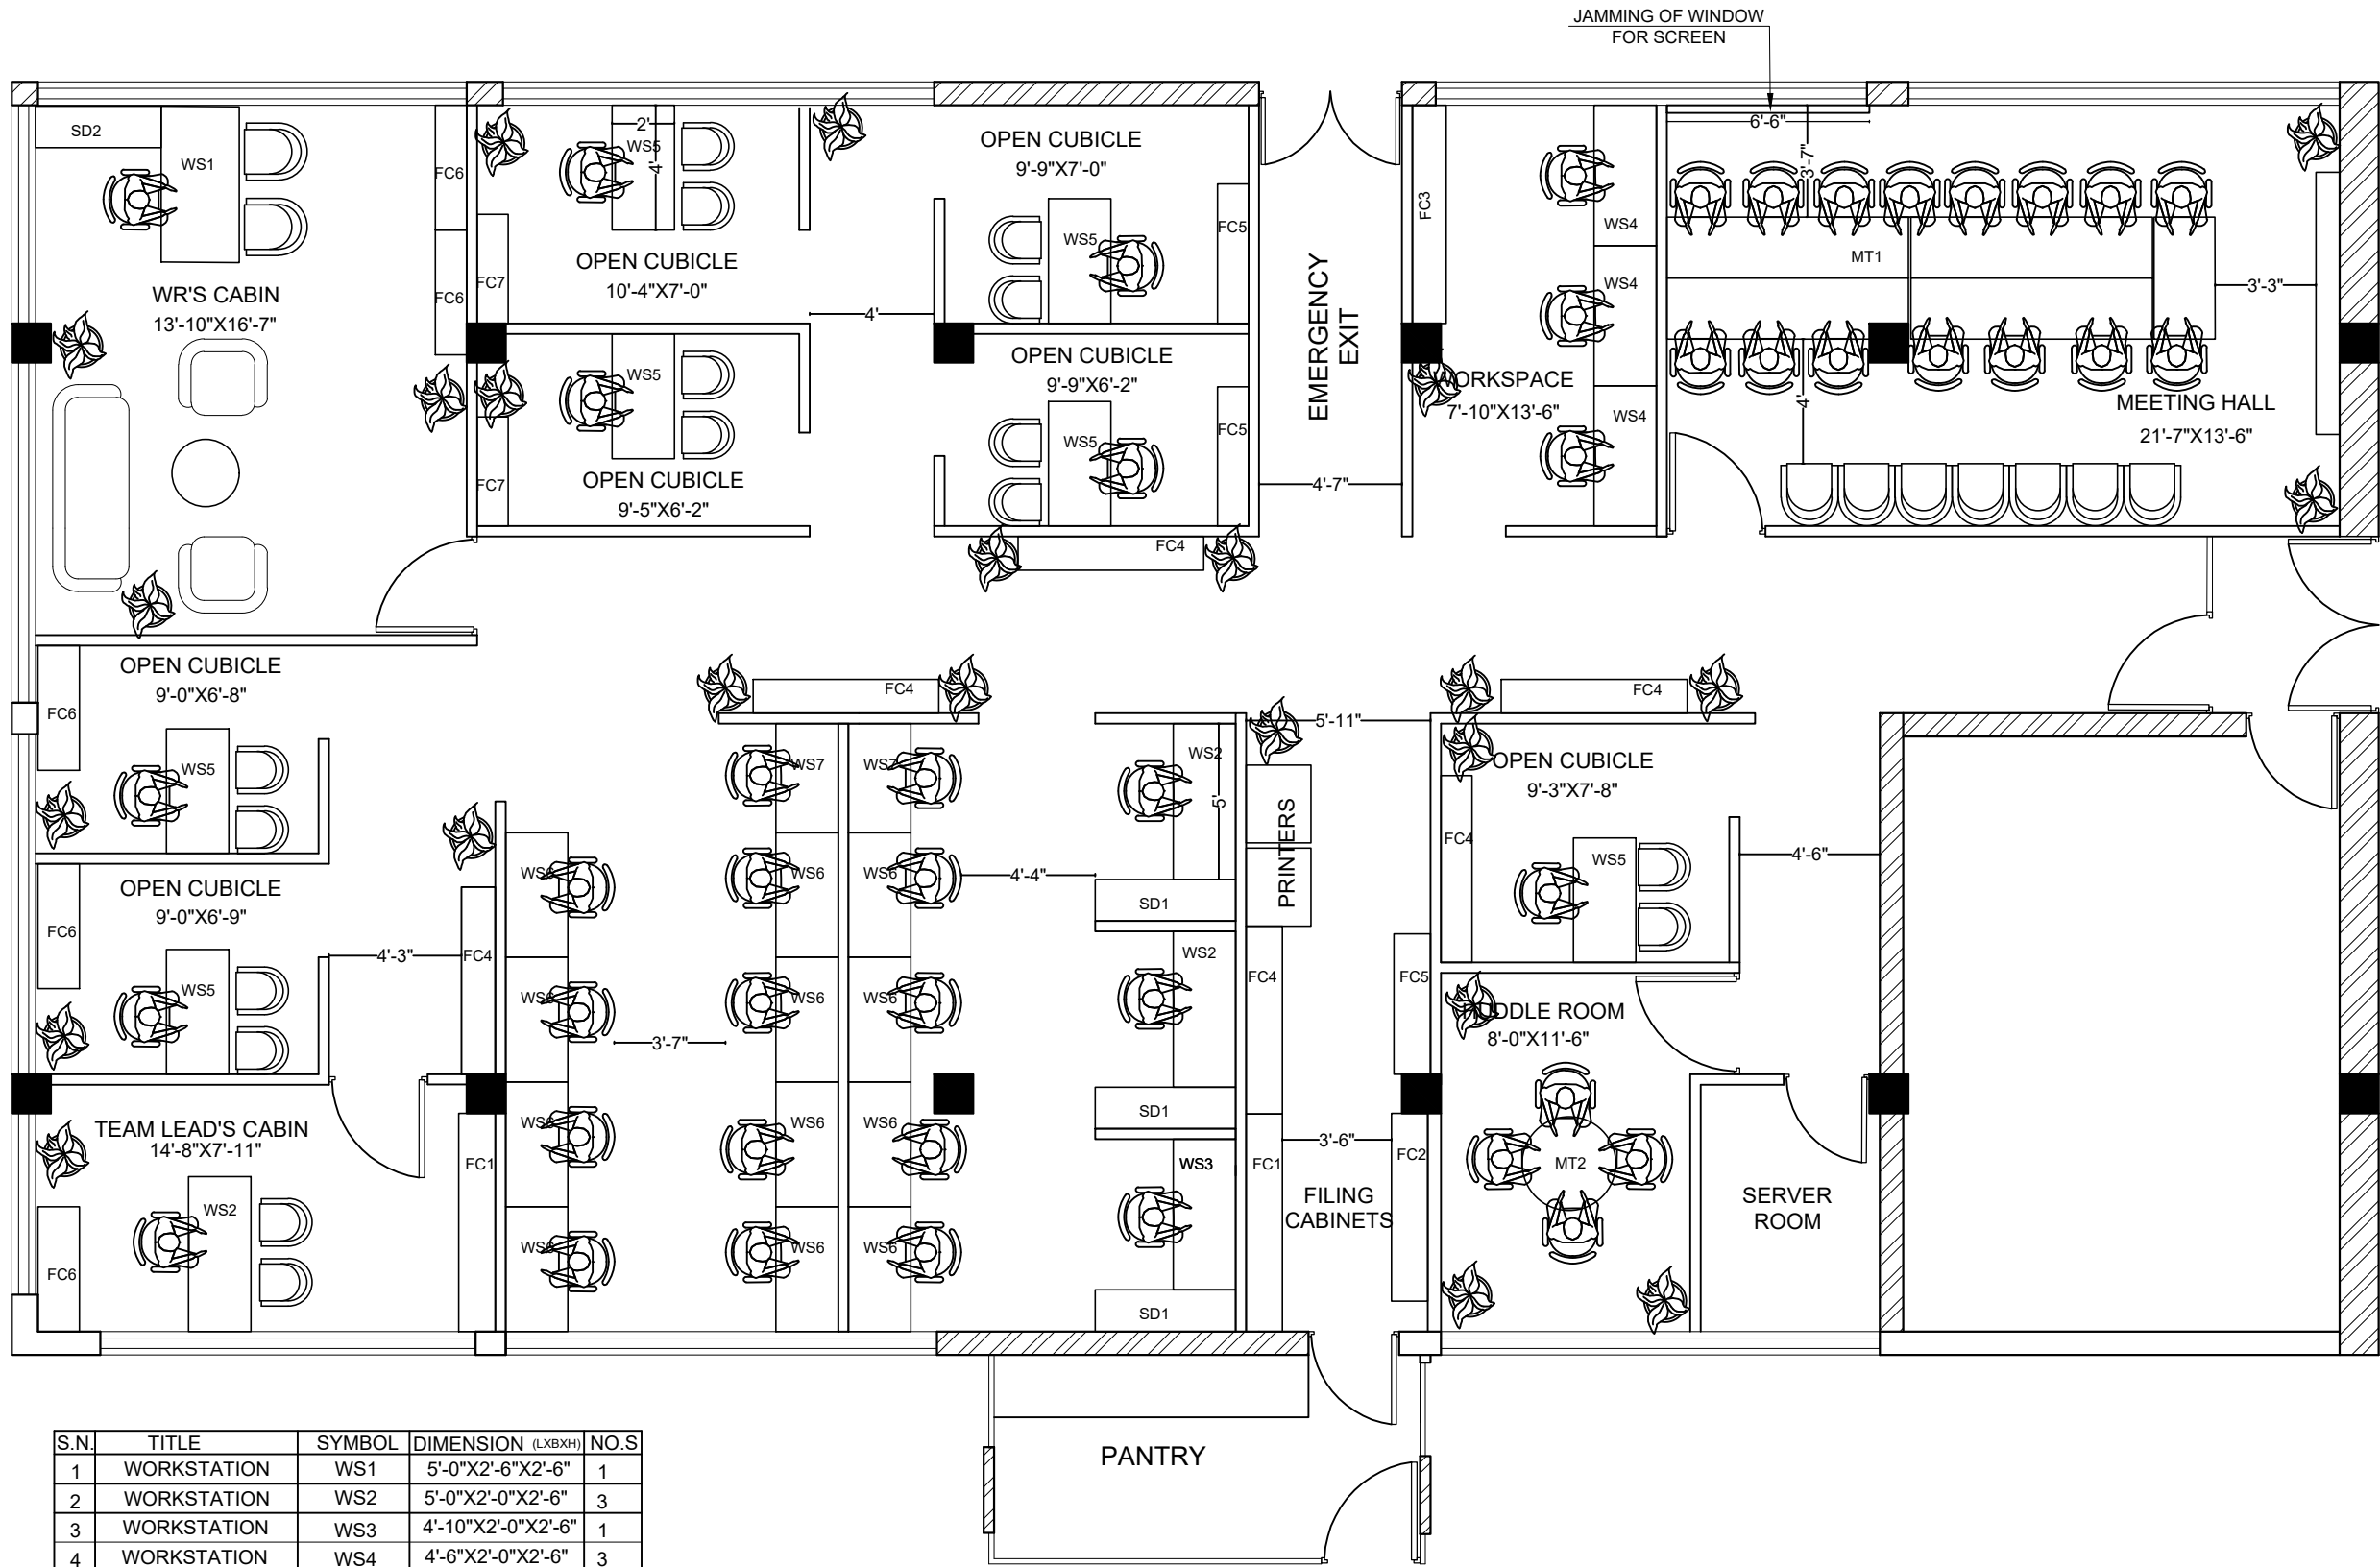 JAMMING OF WINDOW
FOR SCREEN
SD2
WS1
FC6
FC6
WR'S CABIN
13'-10"X16'-7"
2'
WS5
4'
OPEN CUBICLE
10'-4"X7'-0"
FC7
4'
OPEN CUBICLE
9'-9"X7'-0"
WS5
FC5
WS5
OPEN CUBICLE
9'-5"X6'-2"
FC7
OPEN CUBICLE
9'-9"X6'-2"
WS5
FC5
FC4
EMERGENCY
EXIT
4'-7"
FC3
WS4
WS4
WS4
WORKSPACE
7'-10"X13'-6"
6'-6"
3'-7"
MT1
3'-3"
4'
MEETING HALL
21'-7"X13'-6"
OPEN CUBICLE
9'-0"X6'-8"
FC6
WS5
OPEN CUBICLE
9'-0"X6'-9"
FC6
WS5
4'-3"
FC4
TEAM LEAD'S CABIN
14'-8"X7'-11"
WS2
FC6
FC1
FC4
WS6
WS6
WS6
WS6
3'-7"
WS7
WS7
WS6
WS6
WS6
WS6
WS6
WS6
WS6
WS6
4'-4"
WS2
5'
SD1
WS2
SD1
WS3
SD1
5'-11"
PRINTERS
FC4
FC5
3'-6"
FC1
FC2
FILING
CABINETS
FC4
OPEN CUBICLE
9'-3"X7'-8"
FC4
WS5
4'-6"
HUDDLE ROOM
8'-0"X11'-6"
MT2
SERVER
ROOM
PANTRY
S.N. TITLE SYMBOL DIMENSION (LXBXH) NO.S
1 WORKSTATION WS1 5'-0"X2'-6"X2'-6" 1
2 WORKSTATION WS2 5'-0"X2'-0"X2'-6" 3
3 WORKSTATION WS3 4'-10"X2'-0"X2'-6" 1
4 WORKSTATION WS4 4'-6"X2'-0"X2'-6" 3